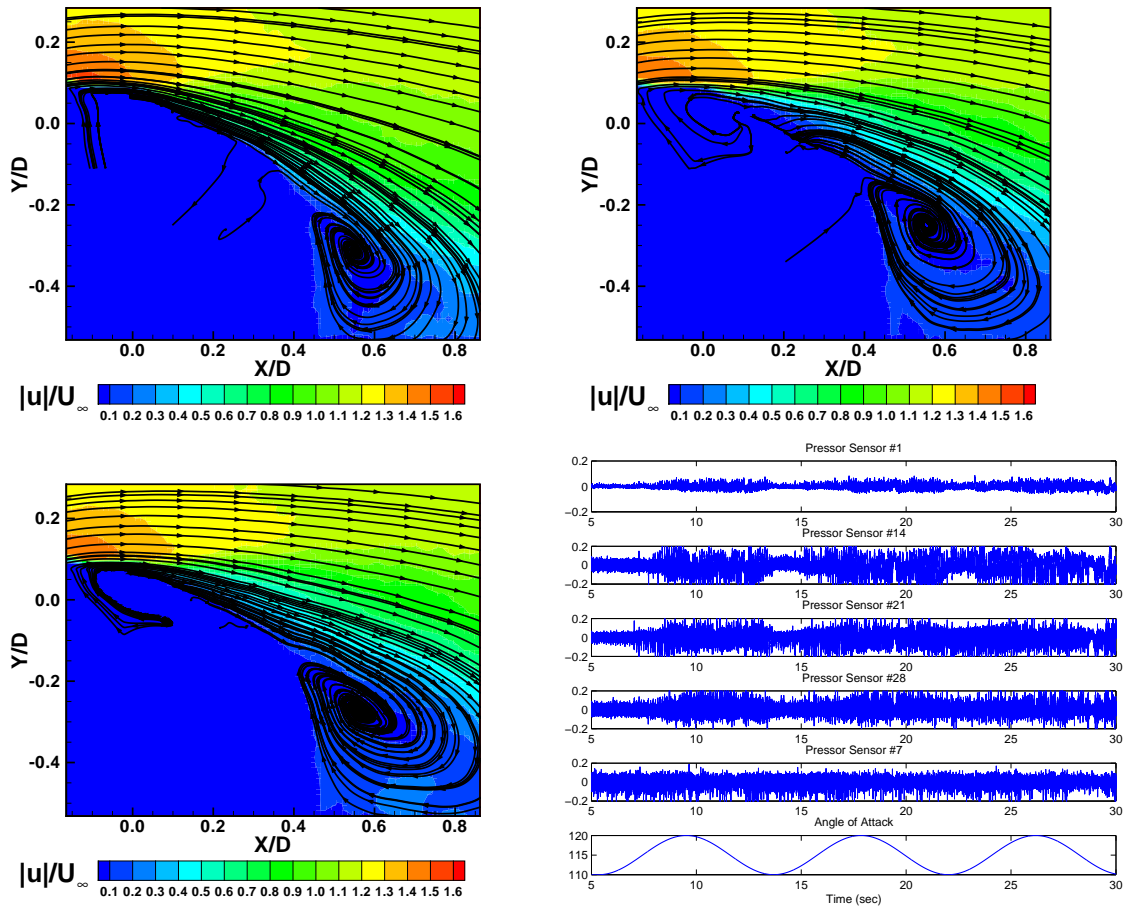 0.2
0.0
-0.2
-0.4
Y/D
0.0 0.2 0.4 0.6 0.8
X/D
|u|/U∞
0.1 0.2 0.3 0.4 0.5 0.6 0.7 0.8 0.9 1.0 1.1 1.2 1.3 1.4 1.5 1.6
0.2
0.0
-0.2
-0.4
Y/D
0.0 0.2 0.4 0.6 0.8
X/D
|u|/U∞
0.1 0.2 0.3 0.4 0.5 0.6 0.7 0.8 0.9 1.0 1.1 1.2 1.3 1.4 1.5 1.6
0.2
0.0
-0.2
-0.4
Y/D
0.0 0.2 0.4 0.6 0.8
X/D
|u|/U∞
0.1 0.2 0.3 0.4 0.5 0.6 0.7 0.8 0.9 1.0 1.1 1.2 1.3 1.4 1.5 1.6
Pressor Sensor #1
0.2
0
−0.2
5 10 15 20 25 30
Pressor Sensor #14
0.2
0
−0.2
5 10 15 20 25 30
Pressor Sensor #21
0.2
0
−0.2
5 10 15 20 25 30
Pressor Sensor #28
0.2
0
−0.2
5 10 15 20 25 30
Pressor Sensor #7
0.2
0
−0.2
5 10 15 20 25 30
Angle of Attack
120
115
110
5 10 15 20 25 30
Time (sec)